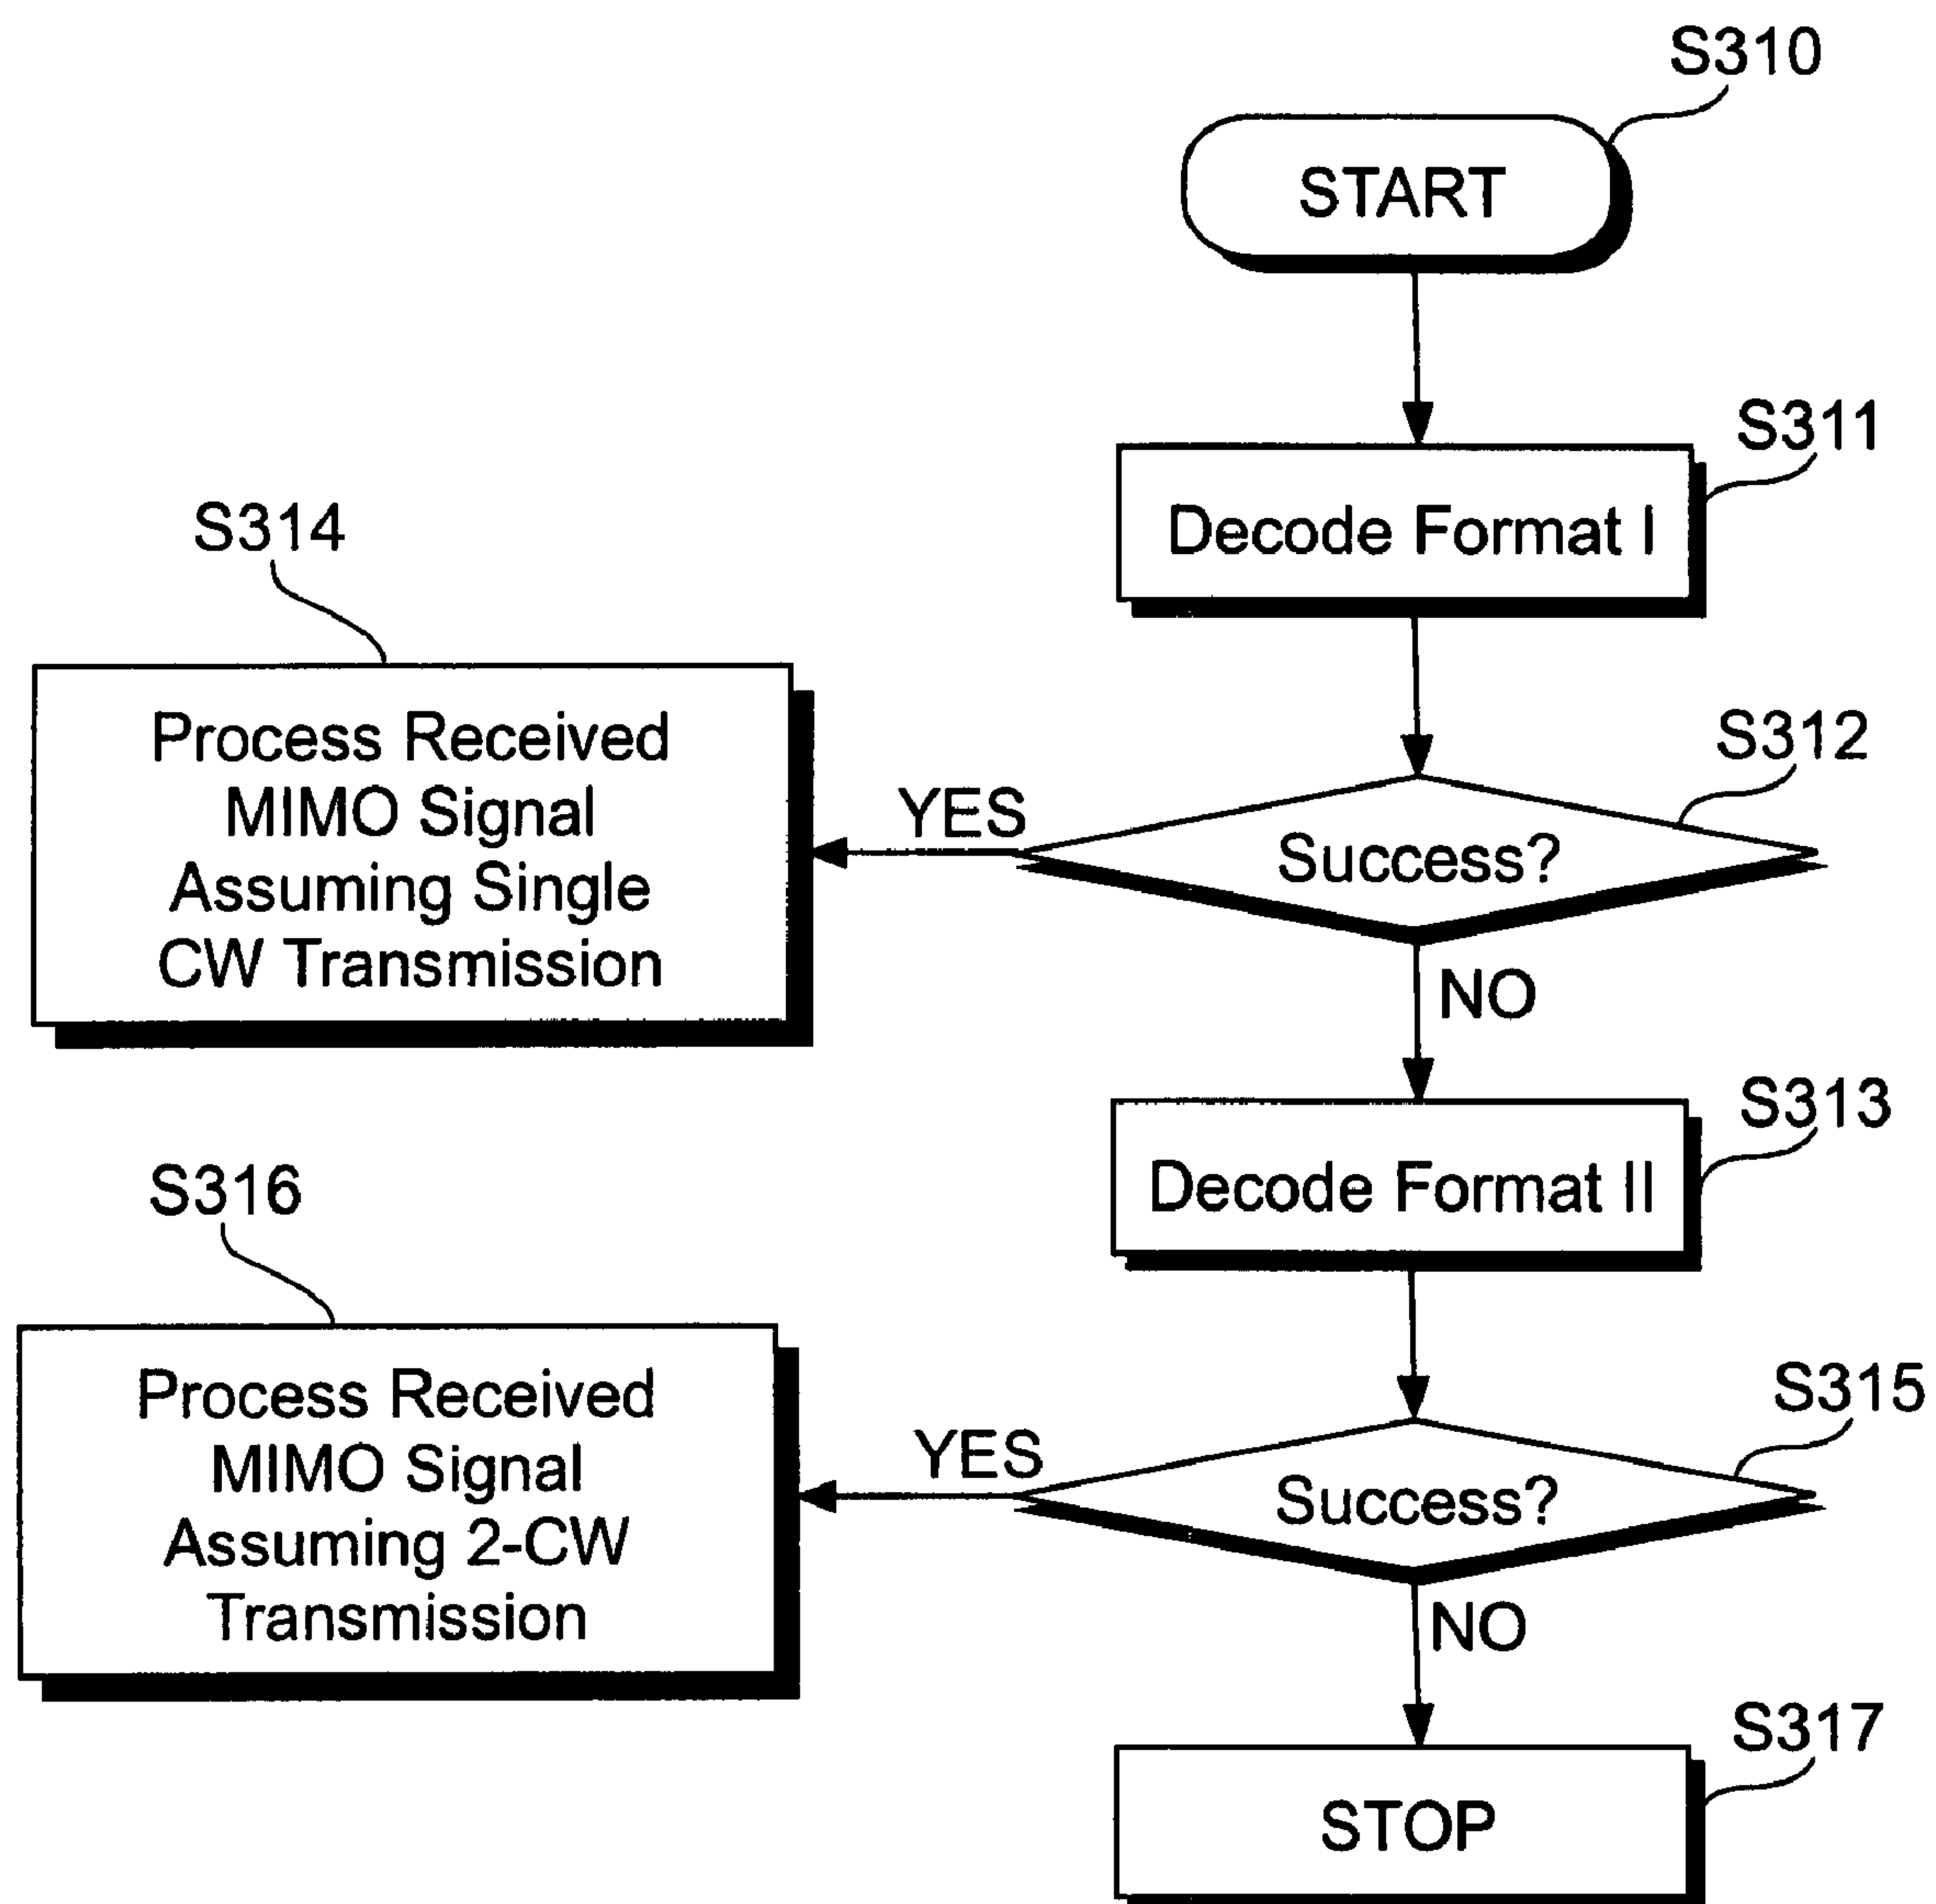 S310
START
S311
Decode Format I
S314
Process Received
MIMO Signal
Assuming Single
CW Transmission
S312
YES
Success?
NO
S313
Decode Format II
S316
Process Received
MIMO Signal
Assuming 2-CW
Transmission
S315
YES
Success?
NO
S317
STOP